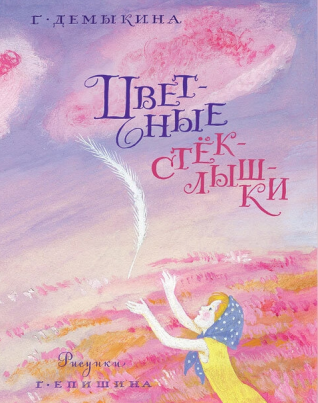 Г·ДЕМЫКИНА
ЦВЕТ-
НЫЕ
СТЁК-
ЛЫШ-
КИ
Рисунки
Г·ЕПИШИНА